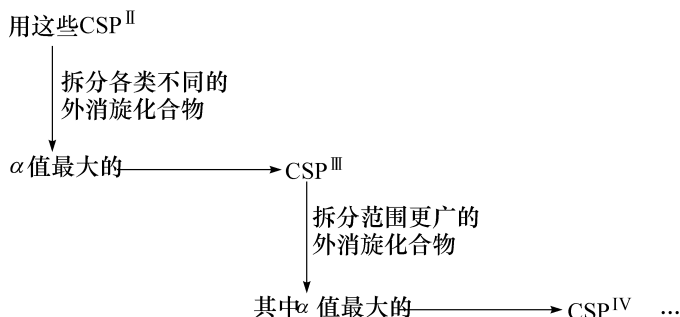 用这些CSPⅡ
拆分各类不同的
外消旋化合物
α值最大的
CSPⅢ
拆分范围更广的
外消旋化合物
其中α 值最大的
CSPIV ...